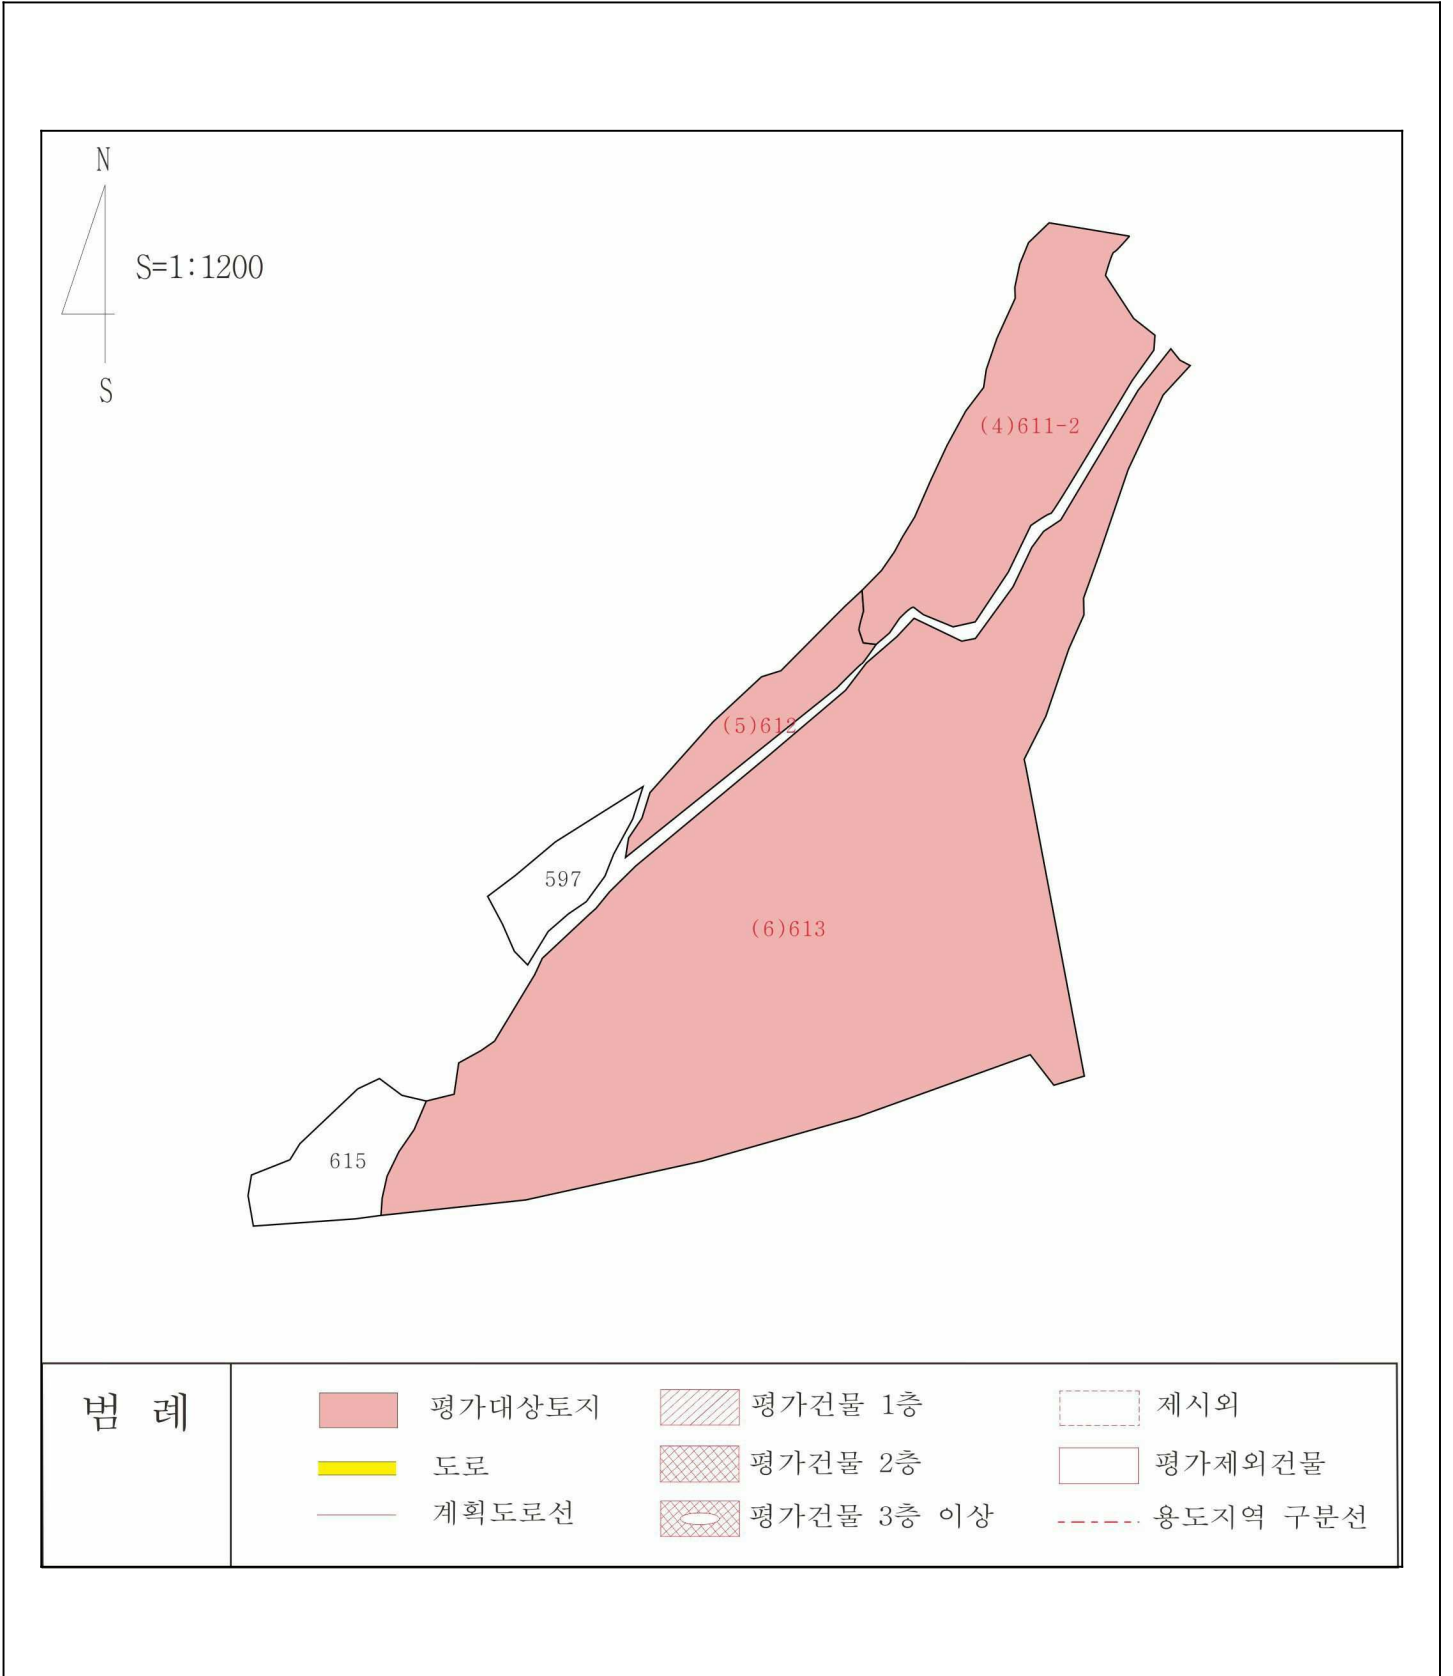 N
S=1:1200
S
(4)611-2
(5)612
597
(6)613
615
범 례
평가대상토지
평가건물 1층
제시외
도로
평가건물 2층
평가제외건물
계획도로선
평가건물 3층 이상
용도지역 구분선